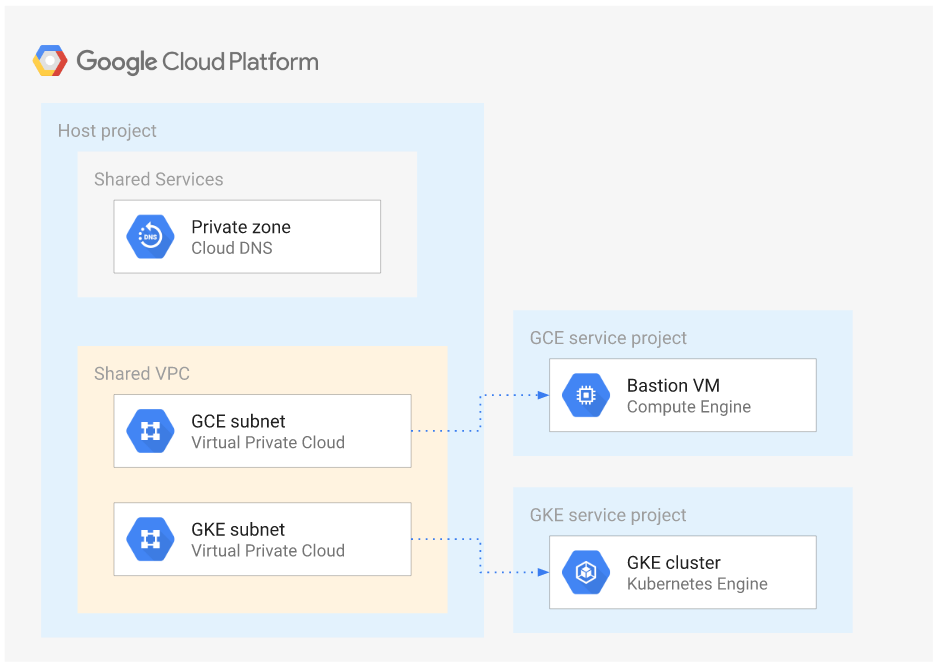 Google Cloud Platform
Host project
Shared Services
DNS
Private zone
Cloud DNS
Shared VPC
GCE subnet
Virtual Private Cloud
GKE subnet
Virtual Private Cloud
GCE service project
Bastion VM
Compute Engine
GKE service project
GKE cluster
Kubernetes Engine